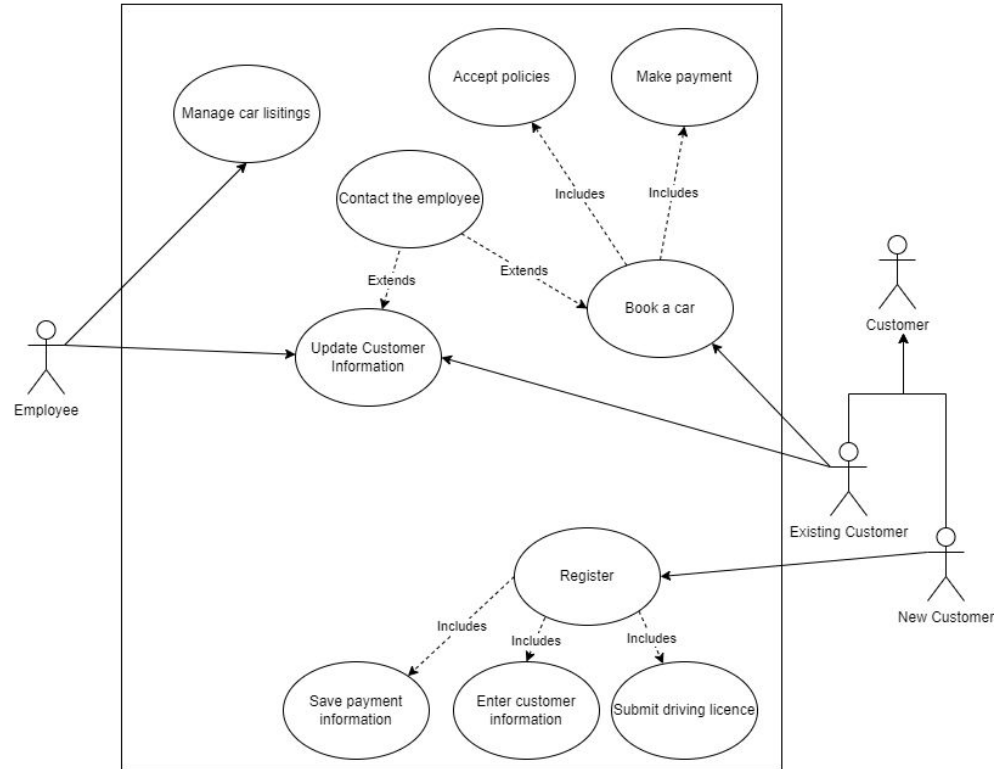 Accept policies
Make payment
Manage car lisitings
Contact the employee
Includes
Includes
Extends
Extends
Book a car
Customer
Update Customer
Information
Employee
Existing Customer
Register
New Customer
Includes
Includes
Includes
Save payment
information
Enter customer
information
Submit driving licence